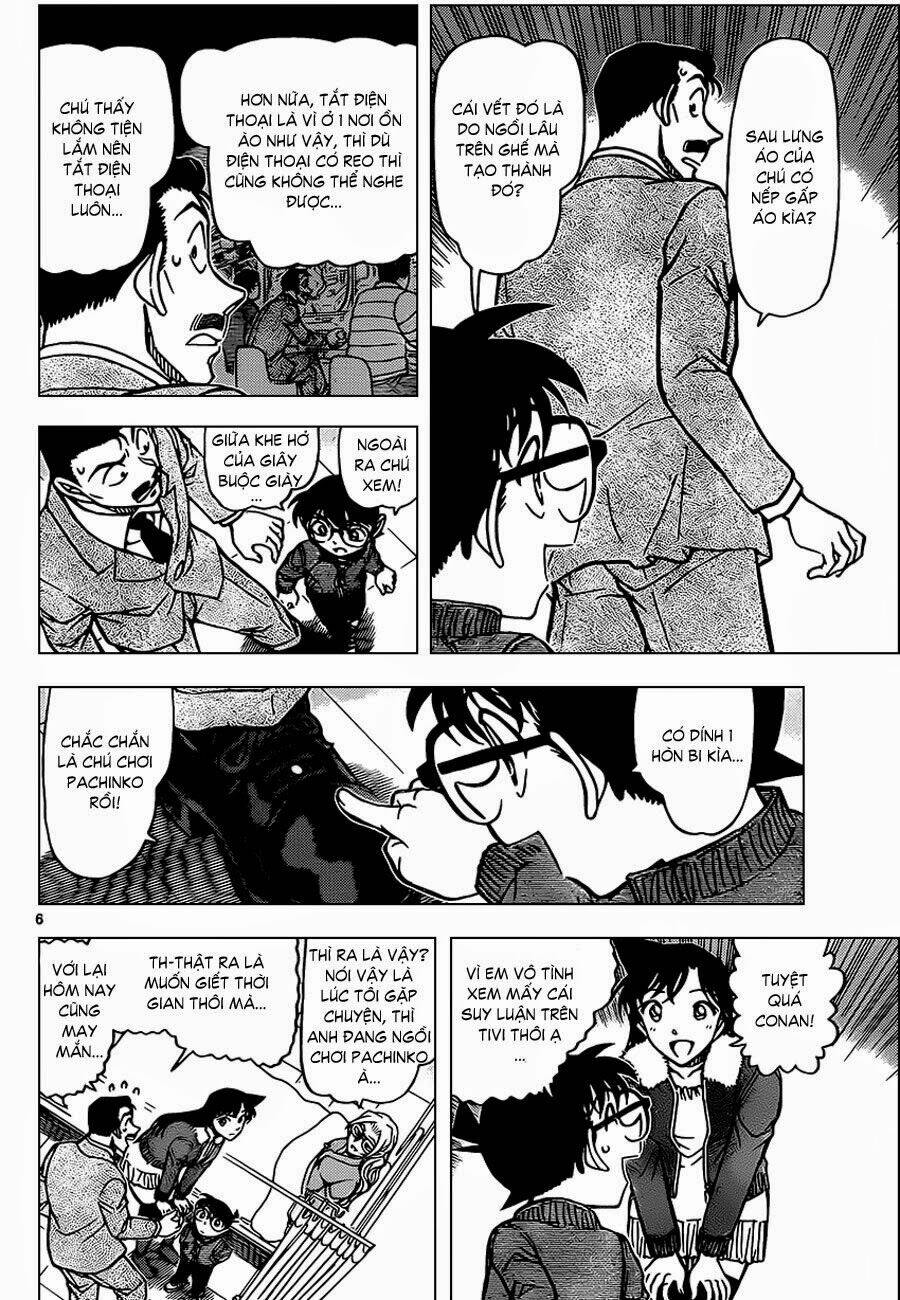 SAU LƯNG
ÁO CỦA
CHÚ CÓ
NẾP GẤP
ÁO KÌA?
CÁI VẾT ĐÓ LÀ
DO NGỒI LÂU
TRÊN GHẾ MÀ
TẠO THÀNH
ĐÓ?
HƠN NỮA, TẮT ĐIỆN
THOẠI LÀ VÌ Ở 1 NƠI ỒN
ÀO NHƯ VẬY, THÌ DÙ
ĐIỆN THOẠI CÓ REO THÌ
CŨNG KHÔNG THỂ NGHE
ĐƯỢC...
CHÚ THẤY
KHÔNG TIỆN
LẮM NÊN
TẮT ĐIỆN
THOẠI
LUÔN...
NGOÀI
RA CHÚ
XEM!
GIỮA KHE HỞ
CỦA GIÂY
BUỘC GIÀY
...
CÓ DÍNH 1
HÒN BI KÌA...
CHẮC CHẮN
LÀ CHÚ CHƠI
PACHINKO
RỒI!
6
TUYỆT
QUÁ
CONAN!
VÌ EM VÔ TÌNH
XEM MẤY CÁI
SUY LUẬN TRÊN
TIVI THÔI Ạ
...
THÌ RA LÀ VẬY?
NÓI VẬY LÀ
LÚC TÔI GẶP
CHUYỆN, THÌ
ANH ĐANG NGỒI
CHƠI PACHINKO
À...
TH-THẬT RA LÀ
MUỐN GIẾT THỜI
GIAN THÔI MÀ...
VỚI LẠI
HÔM NAY
CŨNG
MAY
MẮN...